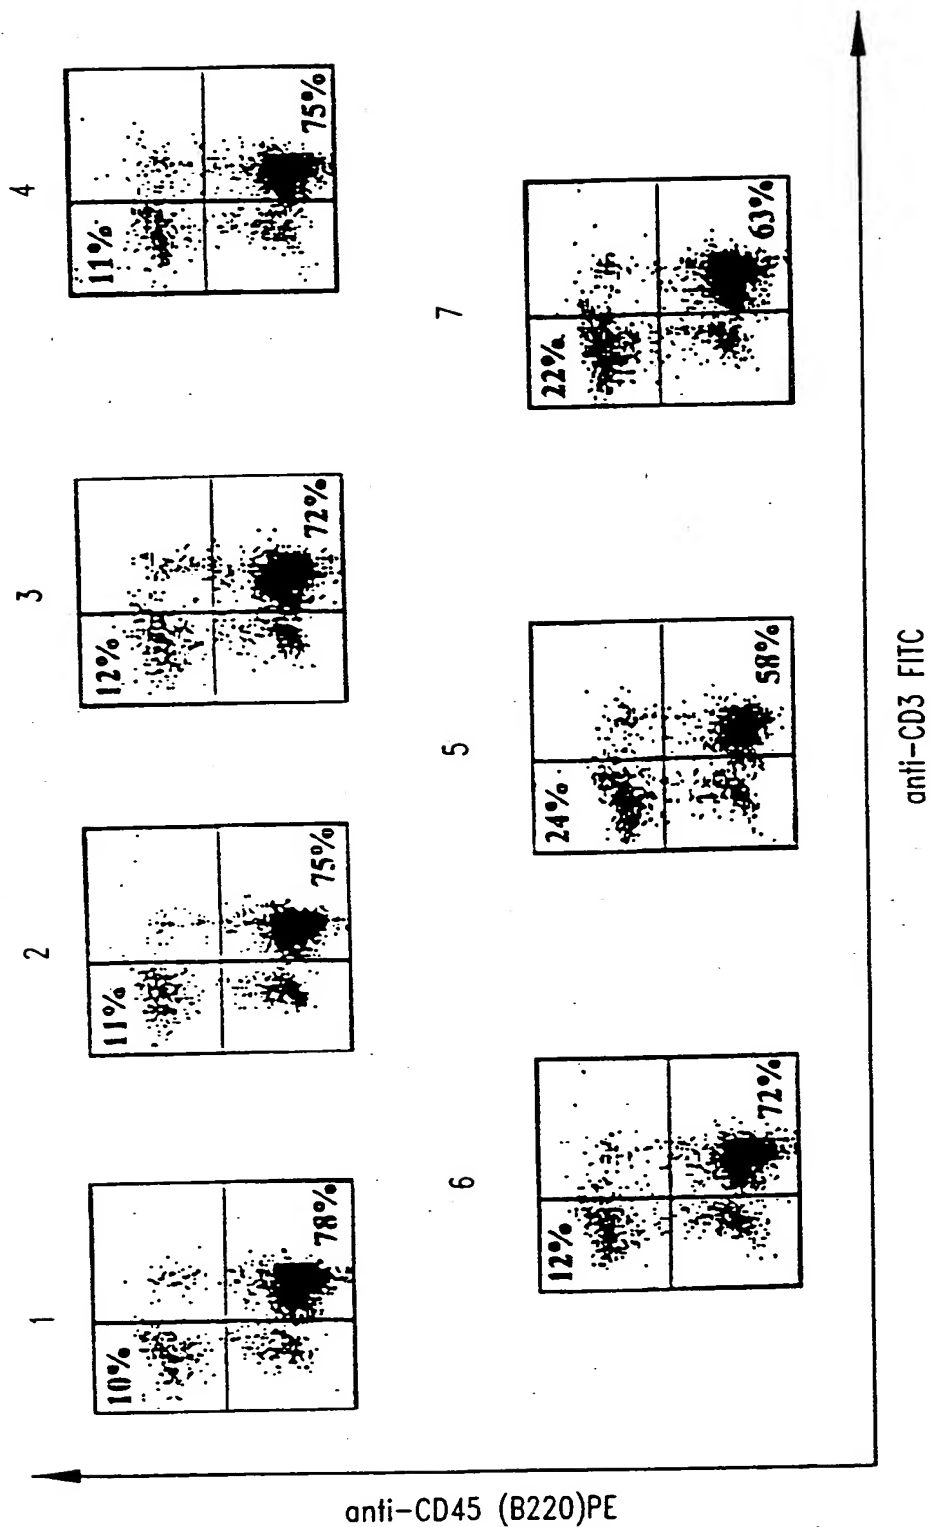 1 2 3 4
10% 11% 12% 11%
78% 75% 72% 75%
6 5 7
12% 24% 22%
72% 58% 63%
anti-CD45 (B220)PE
anti-CD3 FITC